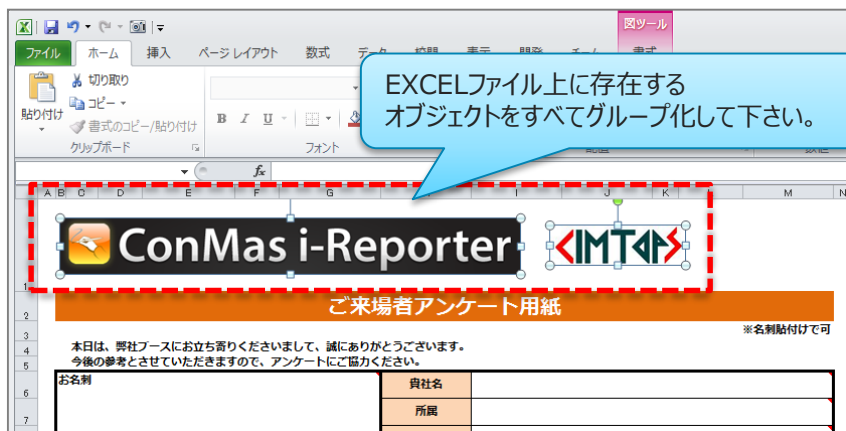 図ツール
ファイル ホーム 挿入 ページ レイアウト 数式
EXCELファイル上に存在する
オブジェクトをすべてグループ化して下さい。
貼り付け
切り取り
コピー
書式のコピー/貼り付け
B I U
クリップボード フォント
fx
A B C D E F G I J K M N
ConMas i-Reporter CIMTOPS
1
2 ご来場者アンケート用紙
3 ※名刺貼付けで可
4 本日は、弊社ブースにお立ち寄りくださいまして、誠にありがとうございます。
5 今後の参考とさせていただきますので、アンケートにご協力ください。
6 お名刺 貴社名
7 所属